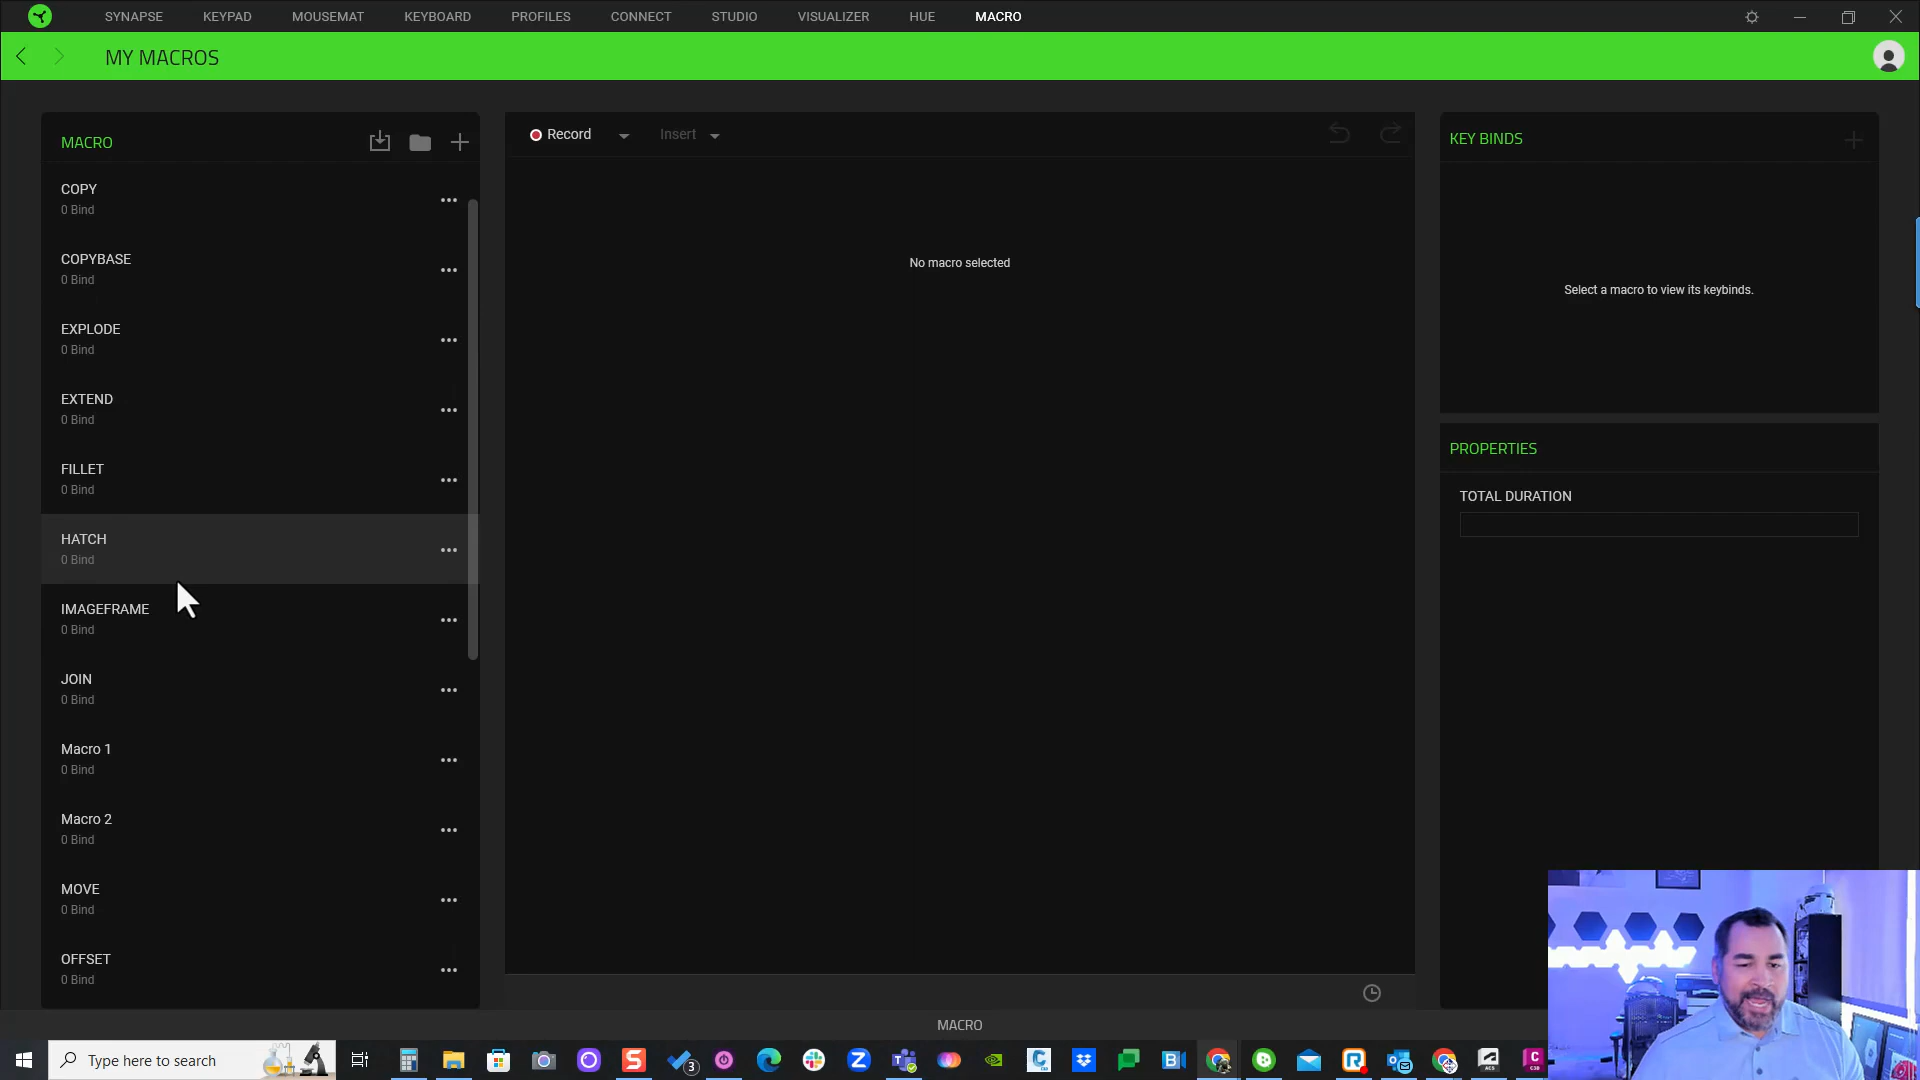 SYNAPSE KEYPAD MOUSEMAT KEYBOARD PROFILES CONNECT STUDIO VISUALIZER HUE MACRO
MY MACROS
MACRO
COPY
0 Bind
COPYBASE
0 Bind
EXPLODE
0 Bind
EXTEND
0 Bind
FILLET
0 Bind
HATCH
0 Bind
IMAGEFRAME
0 Bind
JOIN
0 Bind
Macro 1
0 Bind
Macro 2
0 Bind
MOVE
0 Bind
OFFSET
0 Bind
Record Insert
No macro selected
KEY BINDS
Select a macro to view its keybinds.
PROPERTIES
TOTAL DURATION
MACRO
Type here to search
3